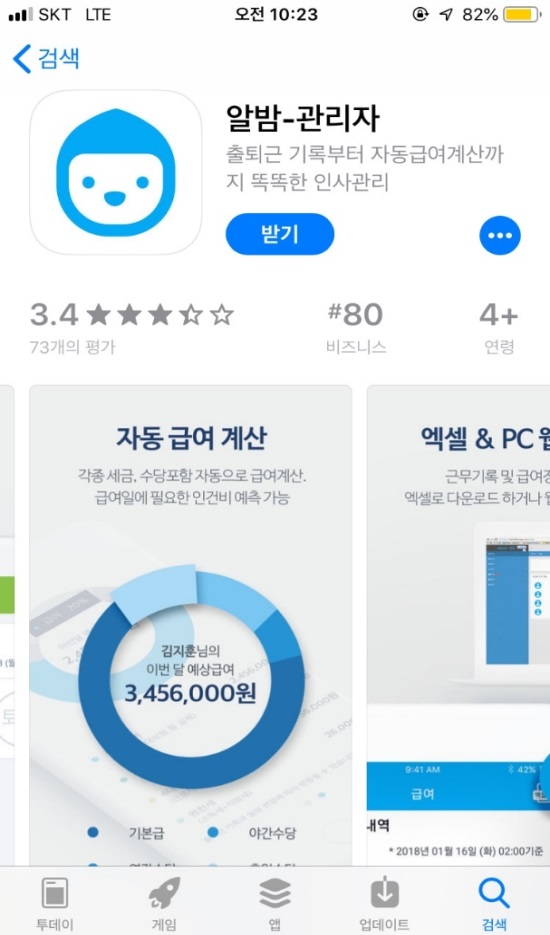 SKT LTE 오전 10:23 82%
검색
알밤-관리자
출퇴근 기록부터 자동급여계산까
지 똑똑한 인사관리
받기
3.4 #80 4+
73개의 평가 비즈니스 연령
자동 급여 계산
각종 세금, 수당포함 자동으로 급여계산.
급여일에 필요한 인건비 예측 가능
김지훈님의
이번 달 예상급여
3,456,000원
기본급 야간수당
엑셀 & PC
근무기록 및
엑셀로 다운로드 하거나
9:41 AM 42%
급여
내역
* 2018년 01월 16일 (화) 02:00기준
투데이 게임 앱 업데이트 검색